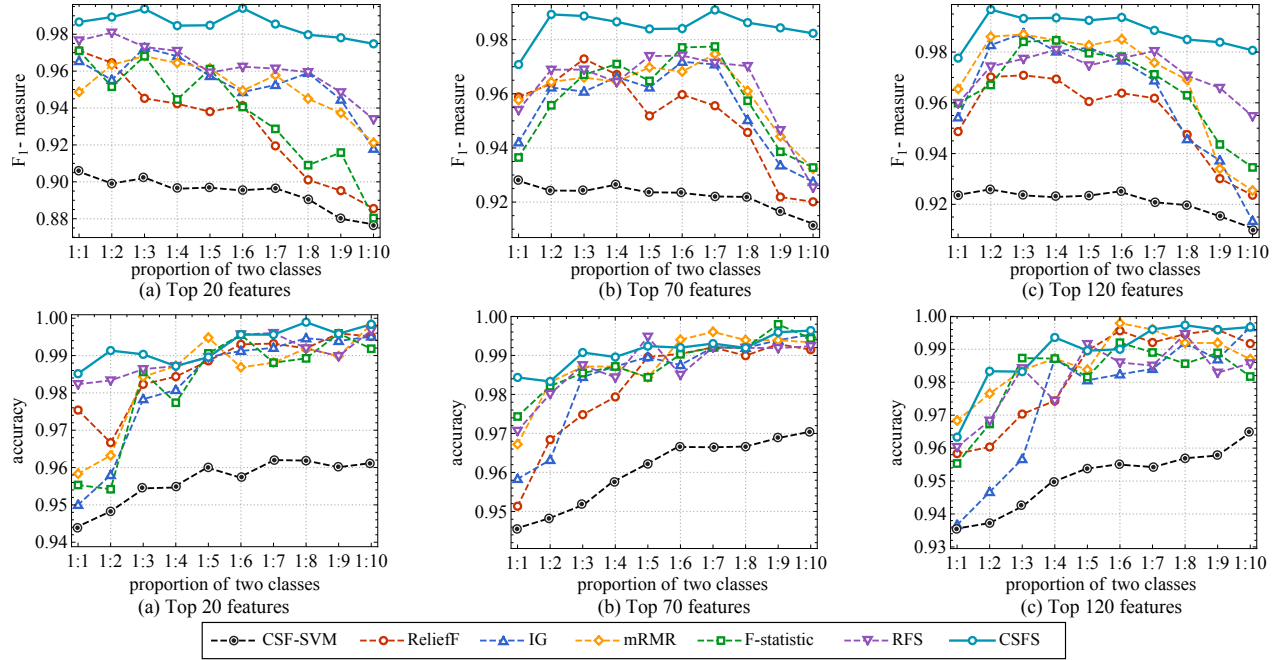 F1- measure
0.98
0.96
0.94
0.92
0.90
0.88
1:1 1:2 1:3 1:4 1:5 1:6 1:7 1:8 1:9 1:10
proportion of two classes
(a) Top 20 features
F1- measure
0.98
0.96
0.94
0.92
1:1 1:2 1:3 1:4 1:5 1:6 1:7 1:8 1:9 1:10
proportion of two classes
(b) Top 70 features
F1- measure
0.98
0.96
0.94
0.92
1:1 1:2 1:3 1:4 1:5 1:6 1:7 1:8 1:9 1:10
proportion of two classes
(c) Top 120 features
accuracy
1.00
0.99
0.98
0.97
0.96
0.95
0.94
1:1 1:2 1:3 1:4 1:5 1:6 1:7 1:8 1:9 1:10
proportion of two classes
(a) Top 20 features
accuracy
1.00
0.99
0.98
0.97
0.96
0.95
1:1 1:2 1:3 1:4 1:5 1:6 1:7 1:8 1:9 1:10
proportion of two classes
(b) Top 70 features
accuracy
1.00
0.99
0.98
0.97
0.96
0.95
0.94
0.93
1:1 1:2 1:3 1:4 1:5 1:6 1:7 1:8 1:9 1:10
proportion of two classes
(c) Top 120 features
CSF-SVM ReliefF IG mRMR F-statistic RFS CSFS